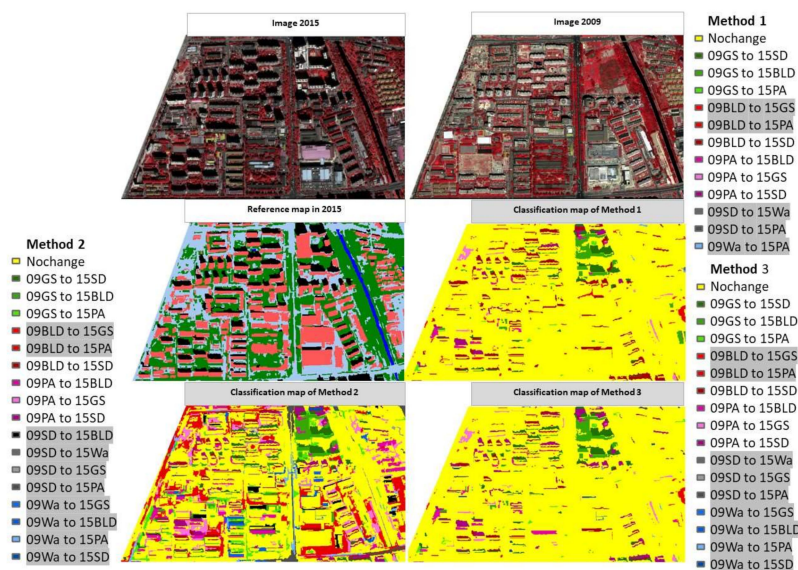 Image 2015
Image 2009
Reference map in 2015
Classification map of Method 1
Classification map of Method 2
Classification map of Method 3
Method 1
Nochange
09GS to 15SD
09GS to 15BLD
09GS to 15PA
09BLD to 15GS
09BLD to 15PA
09BLD to 15SD
09PA to 15BLD
09PA to 15GS
09PA to 15SD
09SD to 15Wa
09SD to 15PA
09Wa to 15PA
Method 2
Nochange
09GS to 15SD
09GS to 15BLD
09GS to 15PA
09BLD to 15GS
09BLD to 15PA
09BLD to 15SD
09PA to 15BLD
09PA to 15GS
09PA to 15SD
09SD to 15BLD
09SD to 15Wa
09SD to 15GS
09SD to 15PA
09Wa to 15GS
09Wa to 15BLD
09Wa to 15PA
09Wa to 15SD
Method 3
Nochange
09GS to 15SD
09GS to 15BLD
09GS to 15PA
09BLD to 15GS
09BLD to 15PA
09BLD to 15SD
09PA to 15BLD
09PA to 15GS
09PA to 15SD
09SD to 15Wa
09SD to 15GS
09SD to 15PA
09Wa to 15GS
09Wa to 15BLD
09Wa to 15PA
09Wa to 15SD